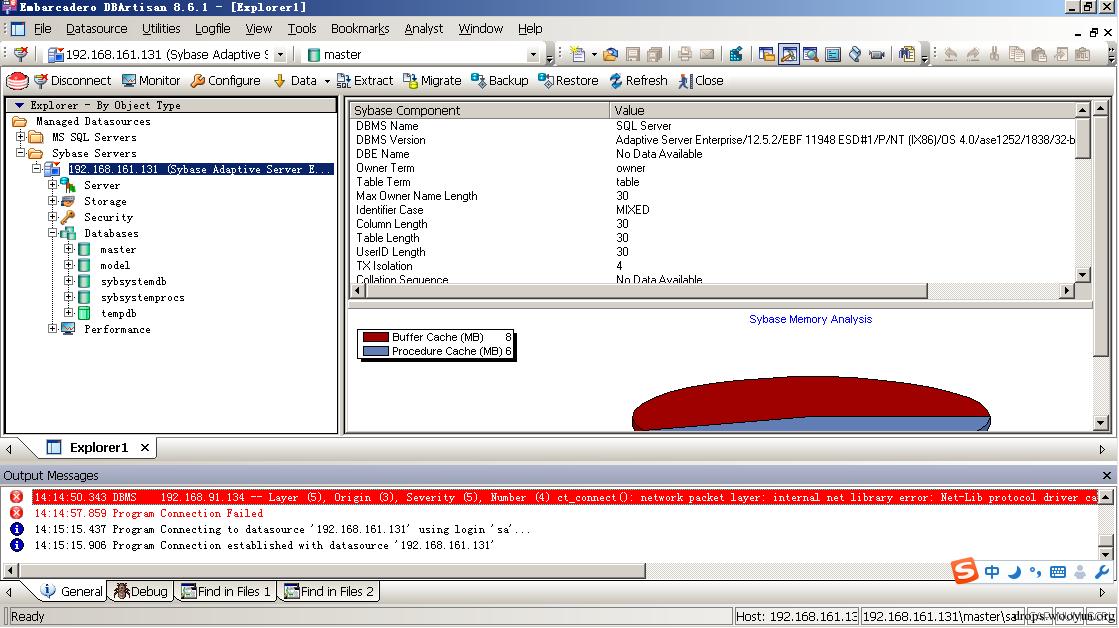 Embarcadero DBArtisan 8.6.1 - [Explorer1]
File Datasource Utilities Logfile View Tools Bookmarks Analyst Window Help
192.168.161.131 (Sybase Adaptive S master
Disconnect Monitor Configure Data Extract Migrate Backup Restore Refresh Close
Explorer - By Object Type
Managed Datasources
MS SQL Servers
Sybase Servers
192.168.161.131 (Sybase Adaptive Server E...
Server
Storage
Security
Databases
master
model
sybsystemdb
sybsystemprocs
tempdb
Performance
Sybase Component Value
DBMS Name SQL Server
DBMS Version Adaptive Server Enterprise/12.5.2/EBF 11948 ESD#1/P/NT (IX86)/OS 4.0/ase1252/1838/32-b
DBE Name No Data Available
Owner Term owner
Table Term table
Max Owner Name Length 30
Identifier Case MIXED
Column Length 30
Table Length 30
UserID Length 30
TX Isolation 4
Collation Sequence No Data Available
Sybase Memory Analysis
Buffer Cache (MB) 8
Procedure Cache (MB) 6
Explorer1
Output Messages
14:14:50.343 DBMS 192.168.91.134 -- Layer (5), Origin (3), Severity (5), Number (4) ct_connect(): network packet layer: internal net library error: Net-Lib protocol driver ca
14:14:57.859 Program Connection Failed
14:15:15.437 Program Connecting to datasource '192.168.161.131' using login 'sa'...
14:15:15.906 Program Connection established with datasource '192.168.161.131'
S 中
General Debug Find in Files 1 Find in Files 2
Ready Host: 192.168.161.13 192.168.161.131\master\sa
drops.wooyun.org